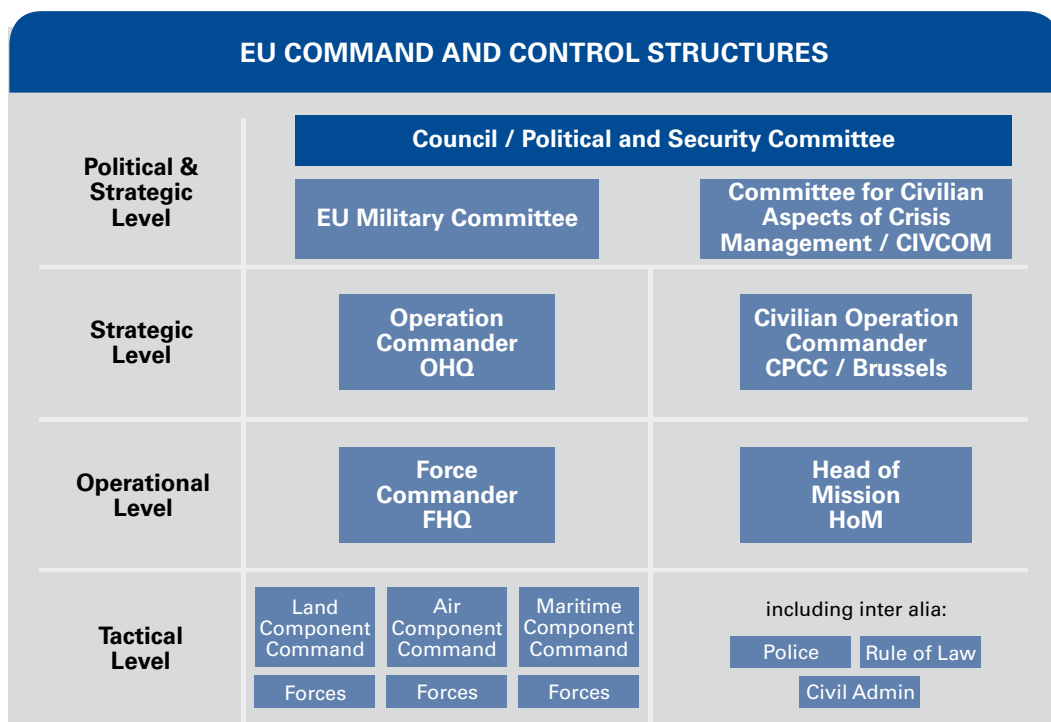 EU COMMAND AND CONTROL STRUCTURES
Political &
Strategic
Level
Council / Political and Security Committee
EU Military Committee
Committee for Civilian
Aspects of Crisis
Management / CIVCOM
Strategic
Level
Operation
Commander
OHQ
Civilian Operation
Commander
CPCC / Brussels
Operational
Level
Force
Commander
FHQ
Head of
Mission
HoM
Tactical
Level
Land
Component
Command
Air
Component
Command
Maritime
Component
Command
Forces
Forces
Forces
including inter alia:
Police
Rule of Law
Civil Admin